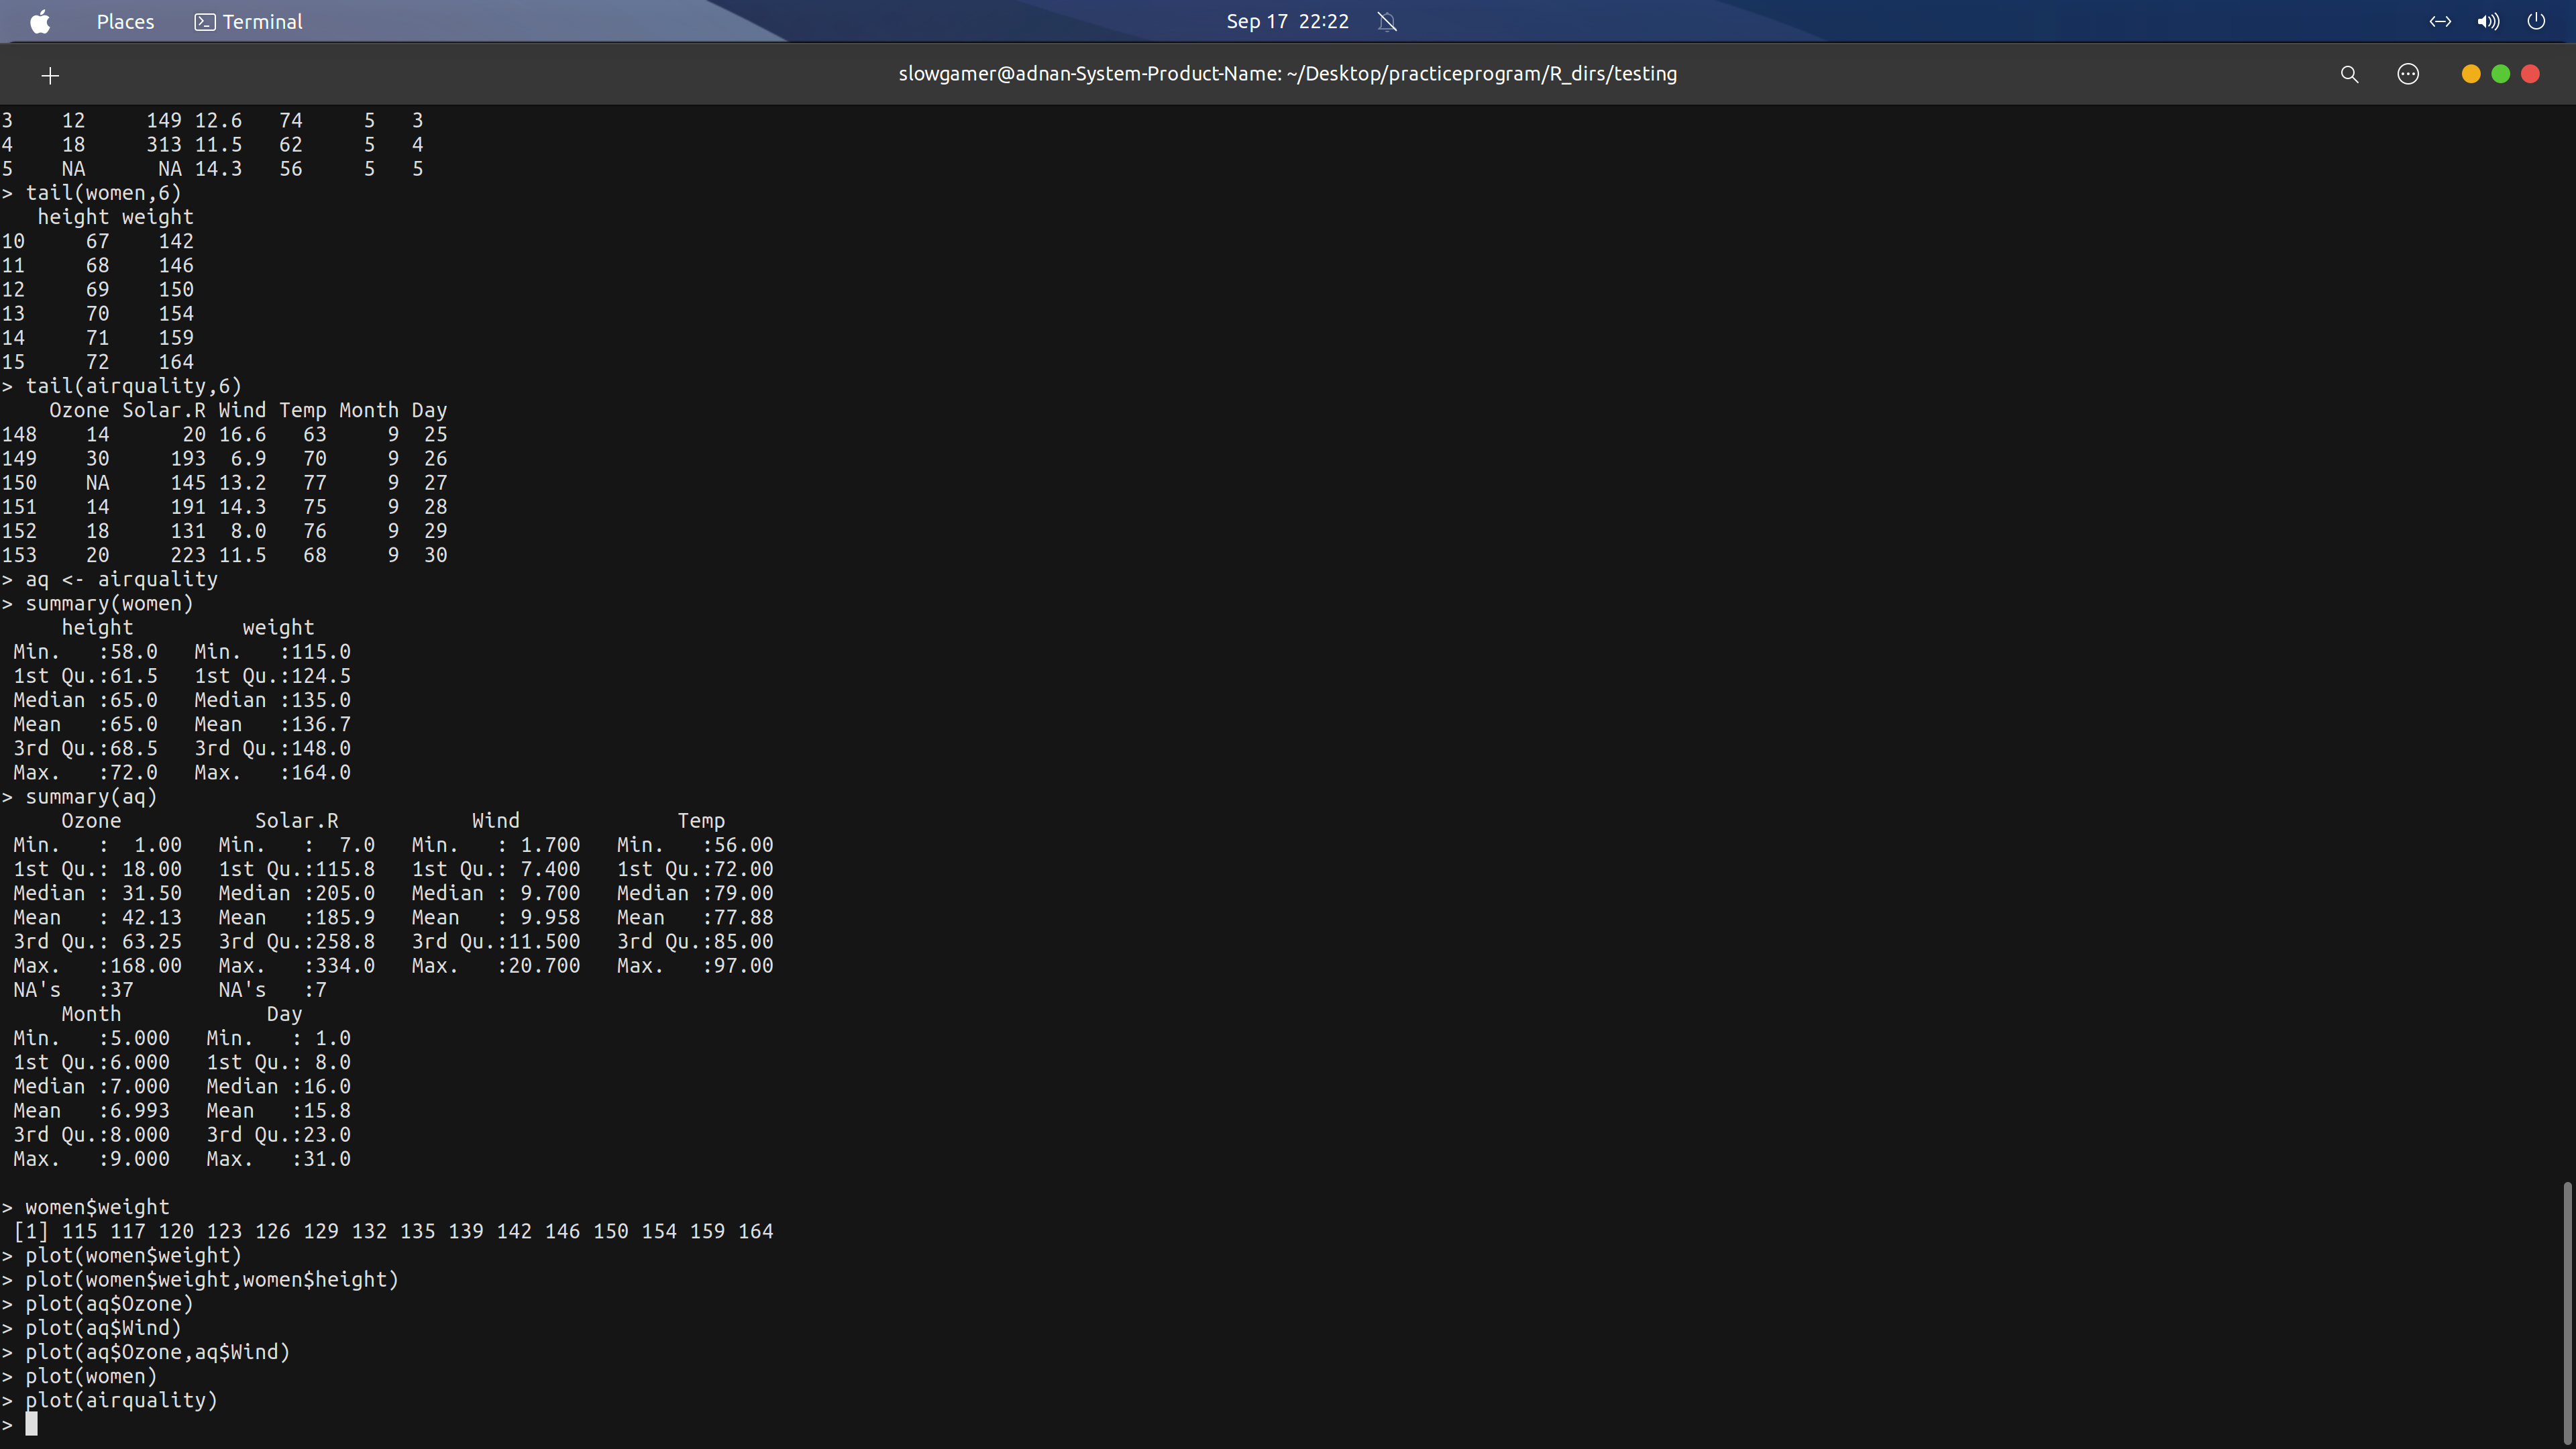 Places Terminal Sep 17 22:22
slowgamer@adnan-System-Product-Name: ~/Desktop/practiceprogram/R_dirs/testing
3    12     149 12.6   74     5   3
4    18     313 11.5   62     5   4
5    NA      NA 14.3   56     5   5
> tail(women,6)
   height weight
10     67    142
11     68    146
12     69    150
13     70    154
14     71    159
15     72    164
> tail(airquality,6)
    Ozone Solar.R Wind Temp Month Day
148    14      20 16.6   63     9  25
149    30     193  6.9   70     9  26
150    NA     145 13.2   77     9  27
151    14     191 14.3   75     9  28
152    18     131  8.0   76     9  29
153    20     223 11.5   68     9  30
> aq <- airquality
> summary(women)
     height         weight
 Min.   :58.0   Min.   :115.0
 1st Qu.:61.5   1st Qu.:124.5
 Median :65.0   Median :135.0
 Mean   :65.0   Mean   :136.7
 3rd Qu.:68.5   3rd Qu.:148.0
 Max.   :72.0   Max.   :164.0
> summary(aq)
     Ozone           Solar.R           Wind             Temp
 Min.   :  1.00   Min.   :  7.0   Min.   : 1.700   Min.   :56.00
 1st Qu.: 18.00   1st Qu.:115.8   1st Qu.: 7.400   1st Qu.:72.00
 Median : 31.50   Median :205.0   Median : 9.700   Median :79.00
 Mean   : 42.13   Mean   :185.9   Mean   : 9.958   Mean   :77.88
 3rd Qu.: 63.25   3rd Qu.:258.8   3rd Qu.:11.500   3rd Qu.:85.00
 Max.   :168.00   Max.   :334.0   Max.   :20.700   Max.   :97.00
 NA's   :37       NA's   :7
     Month            Day
 Min.   :5.000   Min.   : 1.0
 1st Qu.:6.000   1st Qu.: 8.0
 Median :7.000   Median :16.0
 Mean   :6.993   Mean   :15.8
 3rd Qu.:8.000   3rd Qu.:23.0
 Max.   :9.000   Max.   :31.0
> women$weight
 [1] 115 117 120 123 126 129 132 135 139 142 146 150 154 159 164
> plot(women$weight)
> plot(women$weight,women$height)
> plot(aq$Ozone)
> plot(aq$Wind)
> plot(aq$Ozone,aq$Wind)
> plot(women)
> plot(airquality)
>